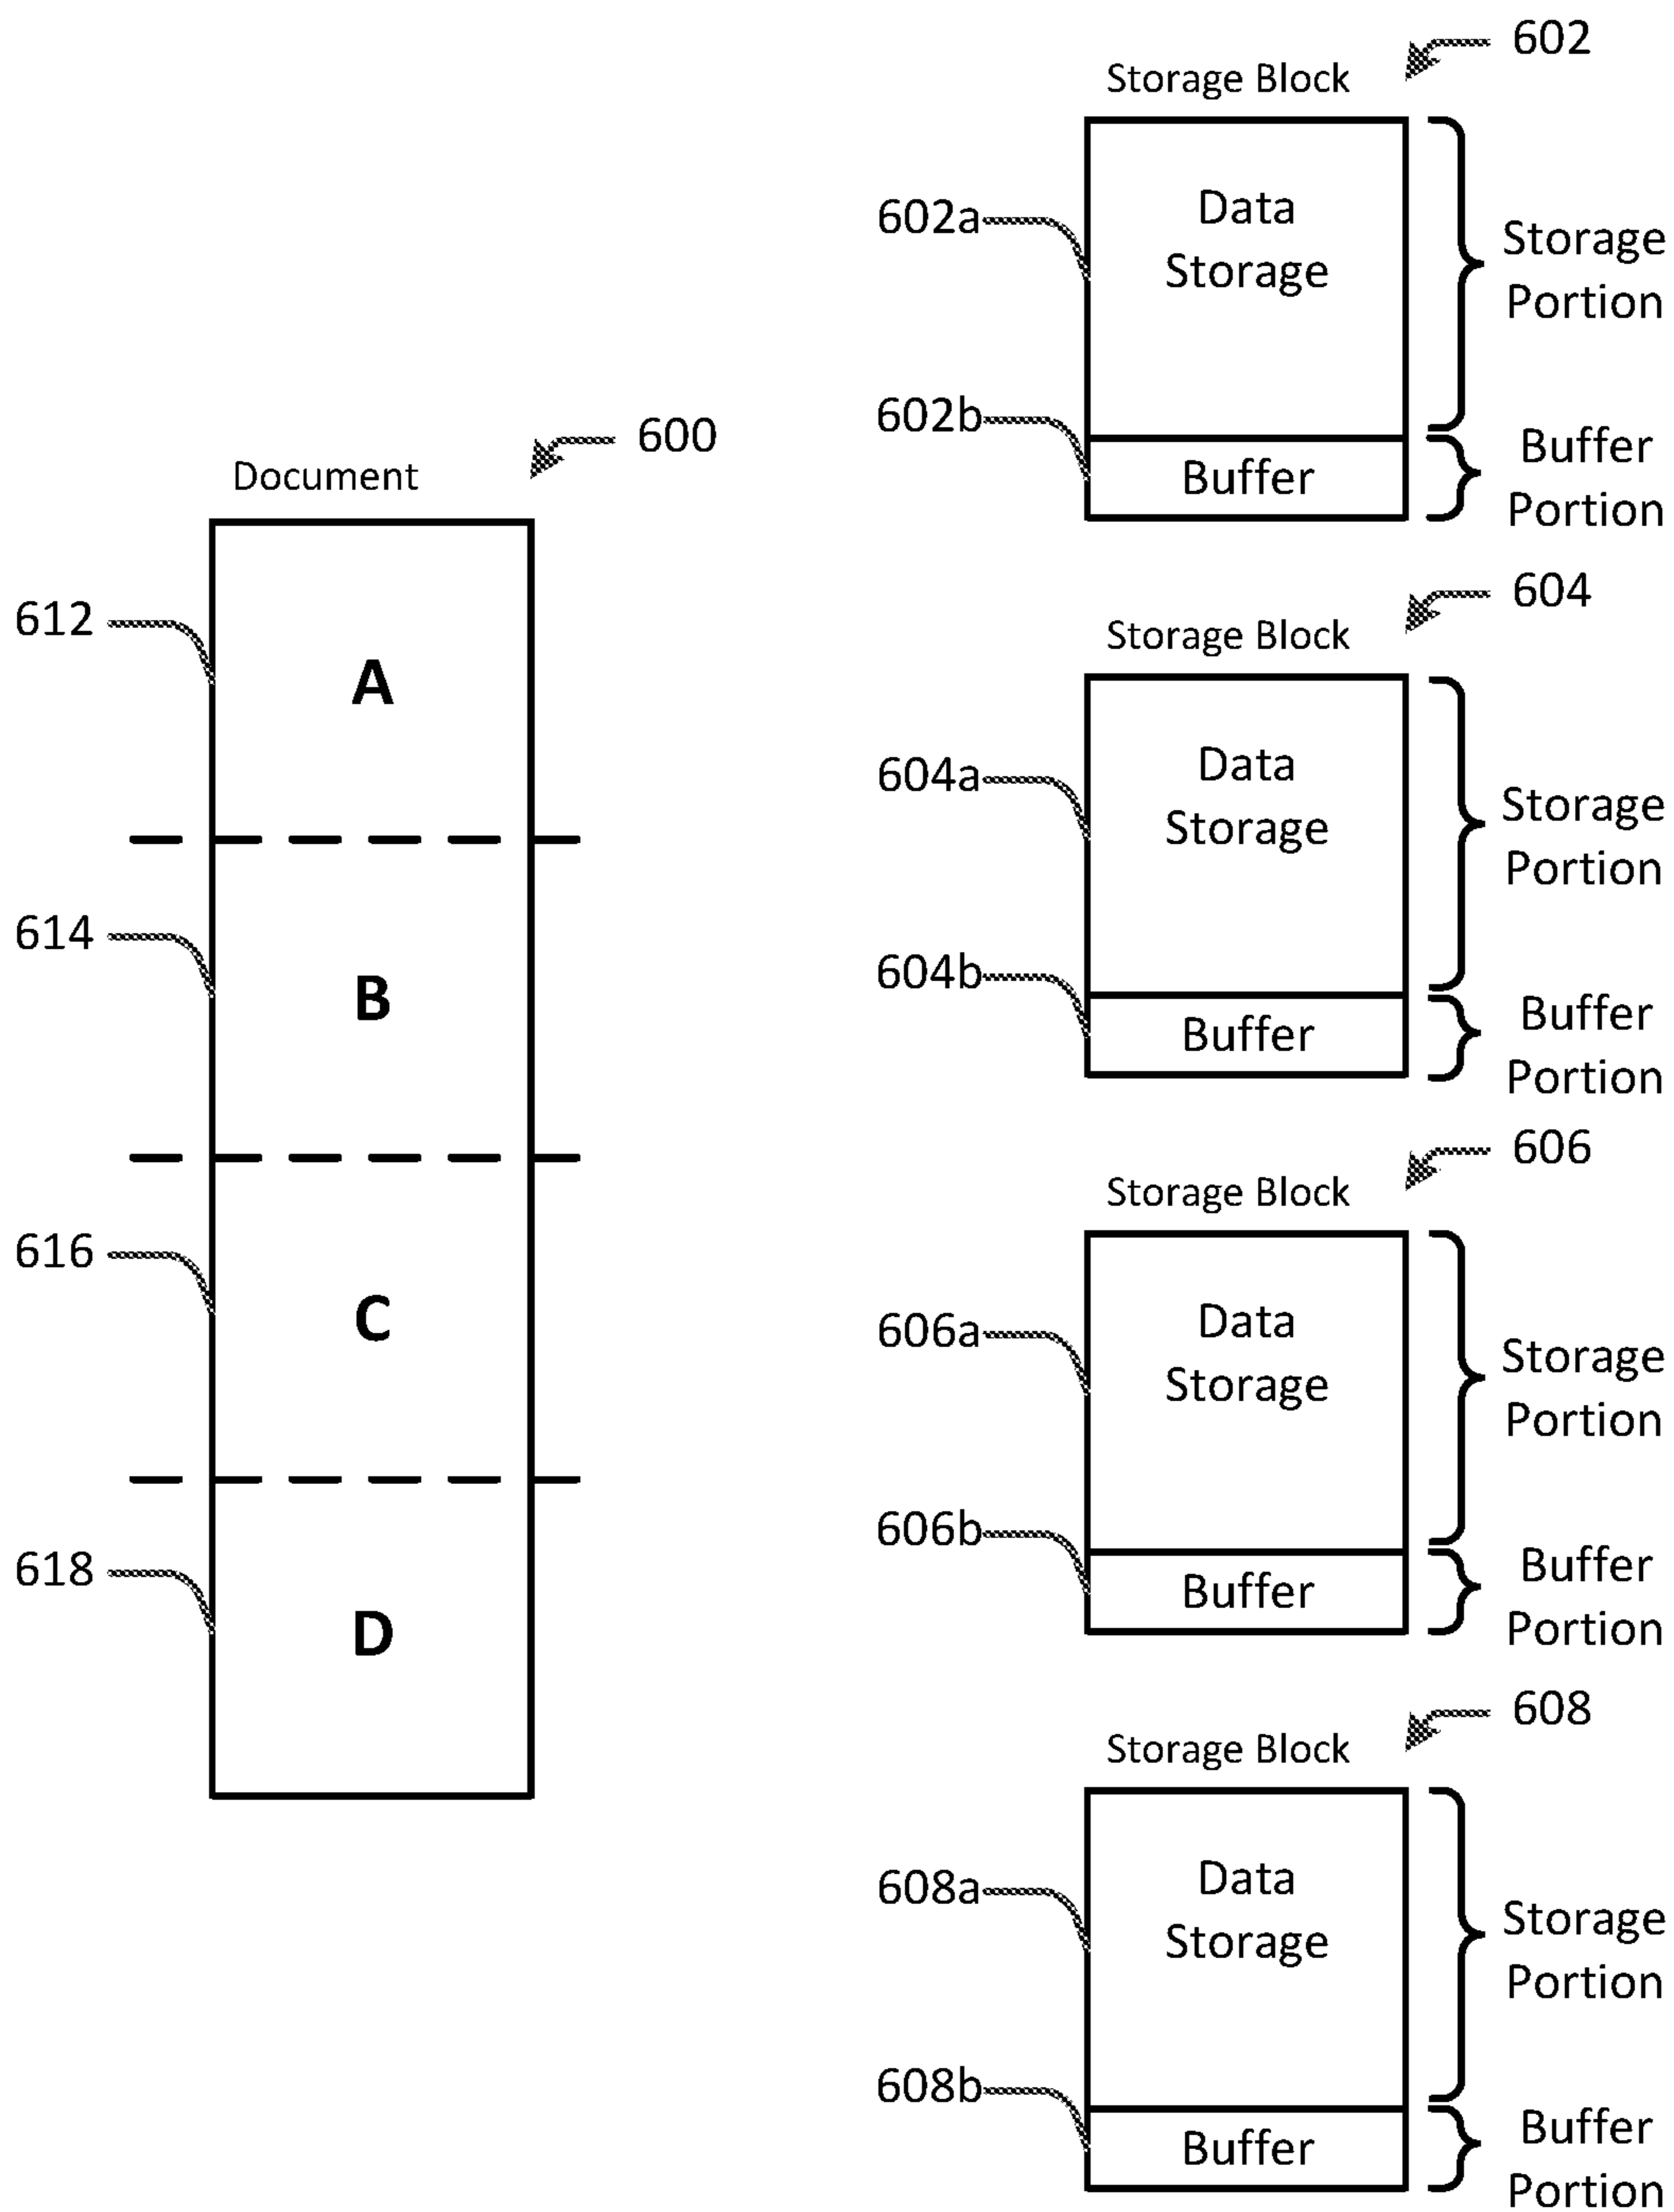 Document
600
612
A
614
B
616
C
618
D
602
Storage Block
602a
Data
Storage
Storage
Portion
602b
Buffer
Buffer
Portion
604
Storage Block
604a
Data
Storage
Storage
Portion
604b
Buffer
Buffer
Portion
606
Storage Block
606a
Data
Storage
Storage
Portion
606b
Buffer
Buffer
Portion
608
Storage Block
608a
Data
Storage
Storage
Portion
608b
Buffer
Buffer
Portion